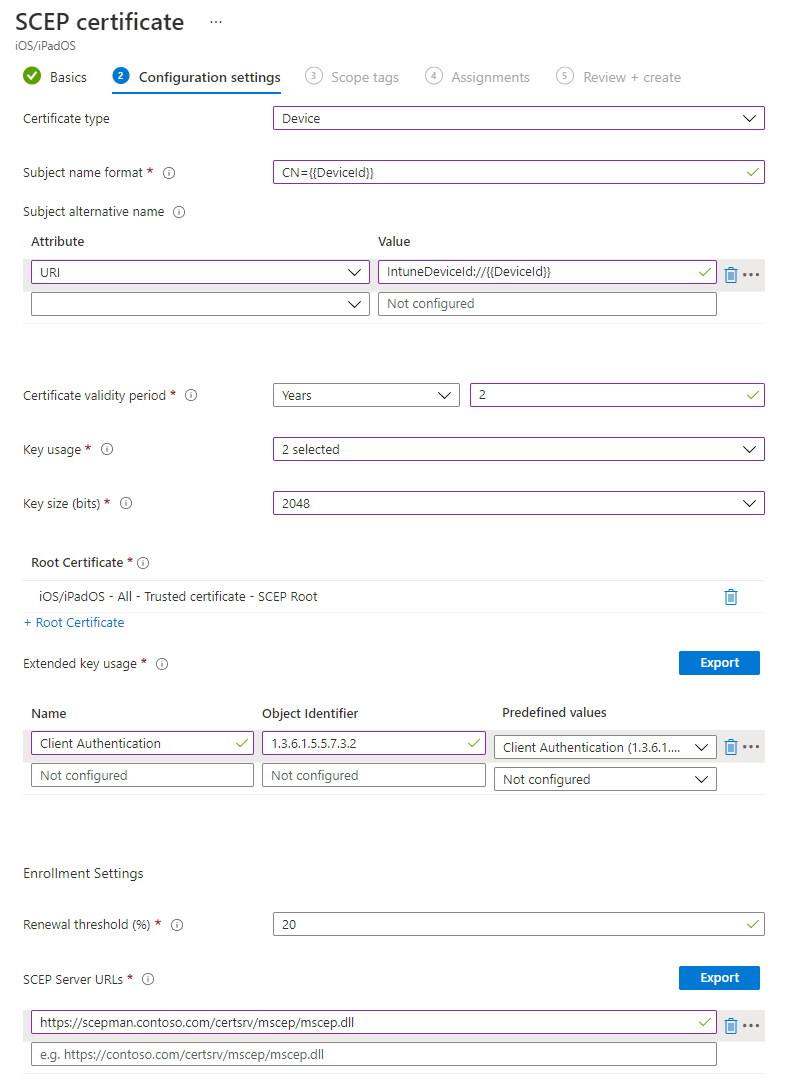 SCEP certificate ...
iOS/iPadOS
Basics 2 Configuration settings 3 Scope tags 4 Assignments 5 Review + create
Certificate type Device
Subject name format * CN={{DeviceId}}
Subject alternative name
Attribute Value
URI IntuneDeviceId://{{DeviceId}}
Not configured
Certificate validity period * Years 2
Key usage * 2 selected
Key size (bits) * 2048
Root Certificate *
iOS/iPadOS - All - Trusted certificate - SCEP Root
+ Root Certificate
Extended key usage * Export
Name Object Identifier Predefined values
Client Authentication 1.3.6.1.5.5.7.3.2 Client Authentication (1.3.6.1....
Not configured Not configured Not configured
Enrollment Settings
Renewal threshold (%) * 20
SCEP Server URLs * Export
https://scepman.contoso.com/certsrv/mscep/mscep.dll
e.g. https://contoso.com/certsrv/mscep/mscep.dll